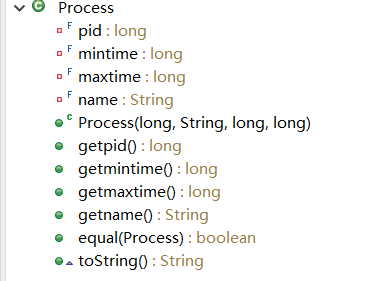 Process
pid : long
mintime : long
maxtime : long
name : String
Process(long, String, long, long)
getpid() : long
getmintime() : long
getmaxtime() : long
getname() : String
equal(Process) : boolean
toString() : String